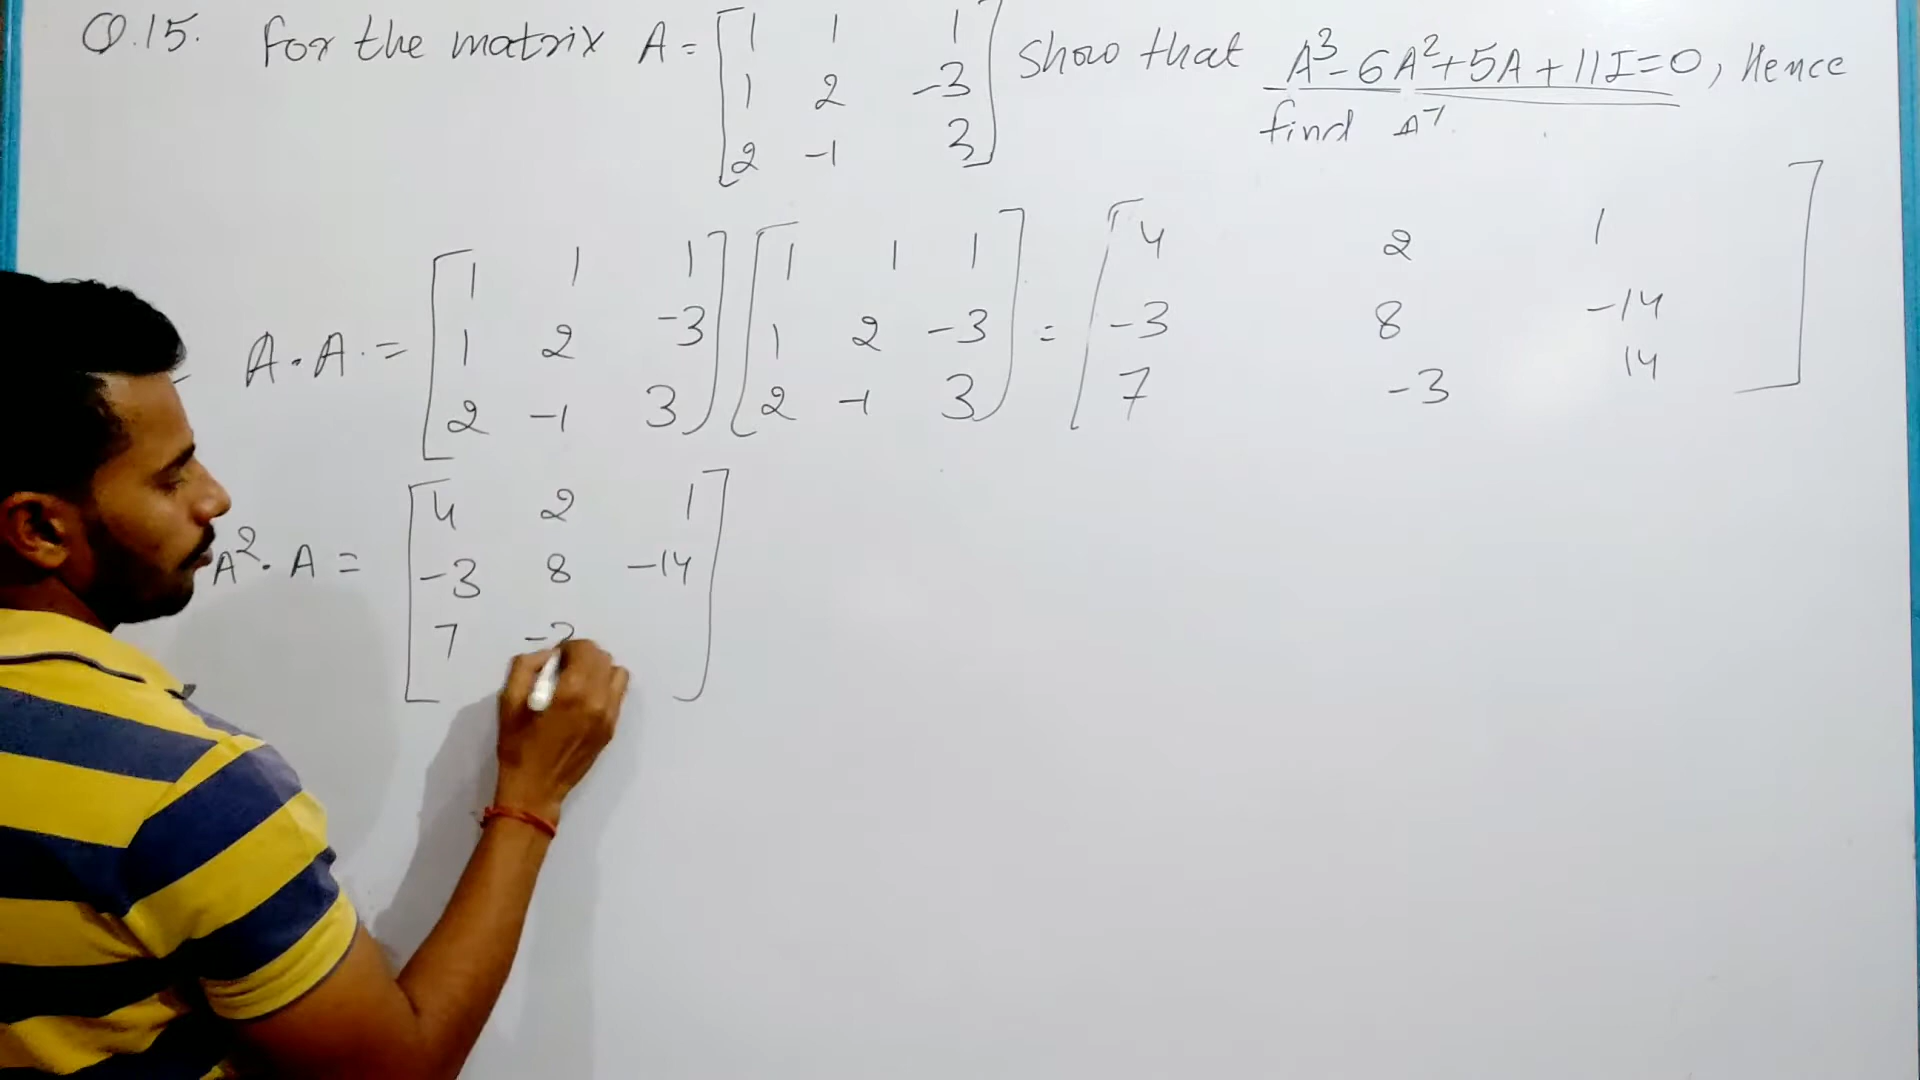 Q.15. For the matrix A = [1 1 1] show that A³-6A²+5A+11I=0, Hence
[1 2 -3] find A⁻¹.
[2 -1 3]
[1 1 1] [1 1 1] [4 2 1]
A.A. = [1 2 -3] [1 2 -3] = [-3 8 -14]
[2 -1 3] [2 -1 3] [7 -3 14]
[4 2 1]
A².A = [-3 8 -14]
[7 ]